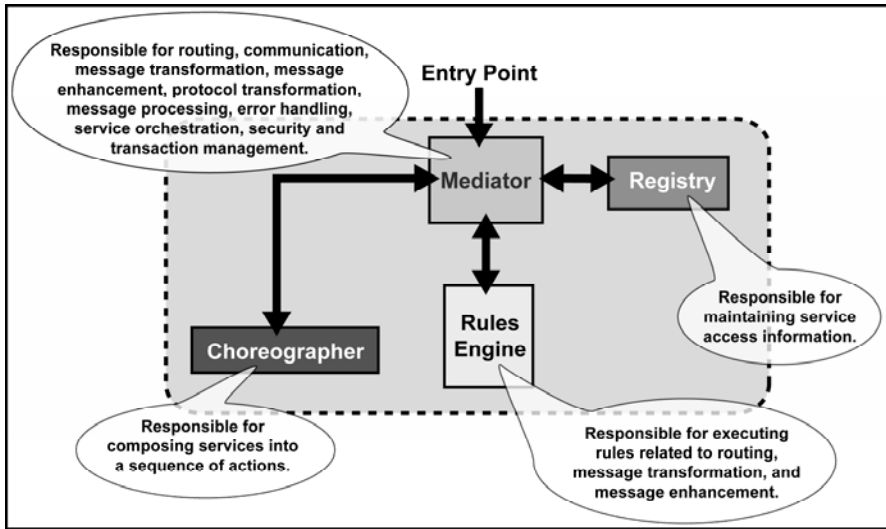 Responsible for routing, communication,
message transformation, message
enhancement, protocol transformation,
message processing, error handling,
service orchestration, security and
transaction management.
Entry Point
Mediator
Registry
Responsible for
maintaining service
access information.
Rules
Engine
Choreographer
Responsible for
composing services into
a sequence of actions.
Responsible for executing
rules related to routing,
message transformation, and
message enhancement.